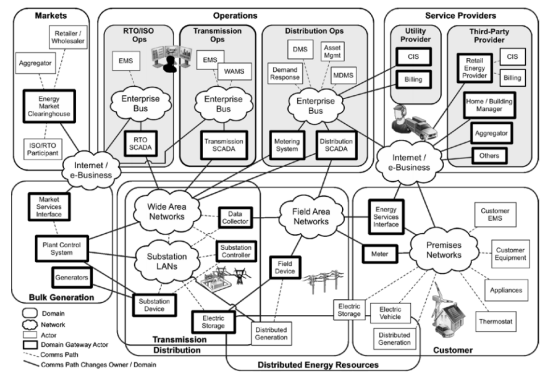 Markets
Retailer /
Wholesaler
Aggregator
Energy
Market
Clearinghouse
ISO/RTO
Participant
Operations
RTO/ISO
Ops
EMS
Enterprise
Bus
RTO
SCADA
Transmission
Ops
EMS
WAMS
Enterprise
Bus
Transmission
SCADA
Distribution Ops
DMS
Asset
Mgmt
Demand
Response
MDMS
Enterprise
Bus
Metering
System
Distribution
SCADA
Service Providers
Utility
Provider
CIS
Billing
Third-Party
Provider
Retail
Energy
Provider
CIS
Billing
Home / Building
Manager
Aggregator
Others
Internet /
e-Business
Internet /
e-Business
Market
Services
Interface
Plant Control
System
Generators
Bulk Generation
Wide Area
Networks
Substation
LANs
Data
Collector
Substation
Controller
Substation
Device
Electric
Storage
Transmission
Distribution
Field Area
Networks
Field
Device
Distributed
Generation
Energy
Services
Interface
Meter
Premises
Networks
Customer
EMS
Customer
Equipment
Appliances
Thermostat
Electric
Storage
Electric
Vehicle
Distributed
Generation
Customer
Distributed Energy Resources
Domain
Network
Actor
Domain Gateway Actor
Comms Path
Comms Path Changes Owner / Domain